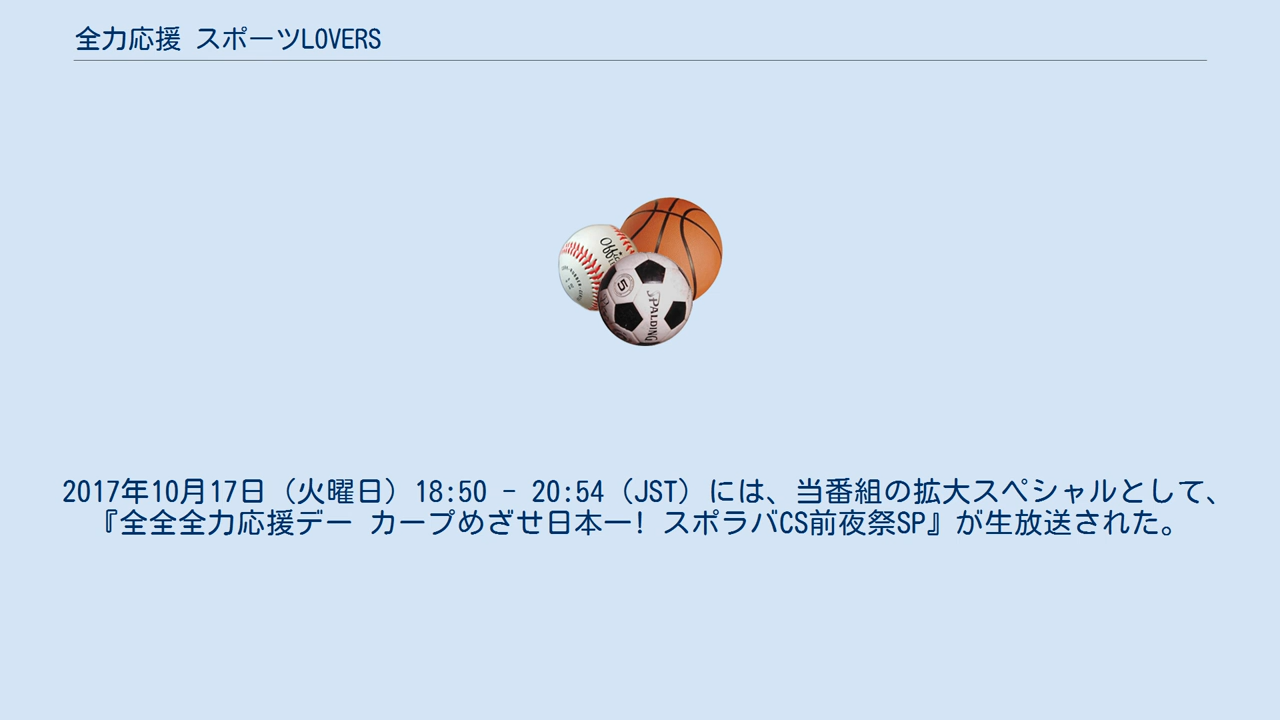 全力応援 スポーツLOVERS
5
SPALDING
2017年10月17日（火曜日）18:50 - 20:54（JST）には、当番組の拡大スペシャルとして、
『全全全力応援デー カープめざせ日本一! スポラバCS前夜祭SP』が生放送された。